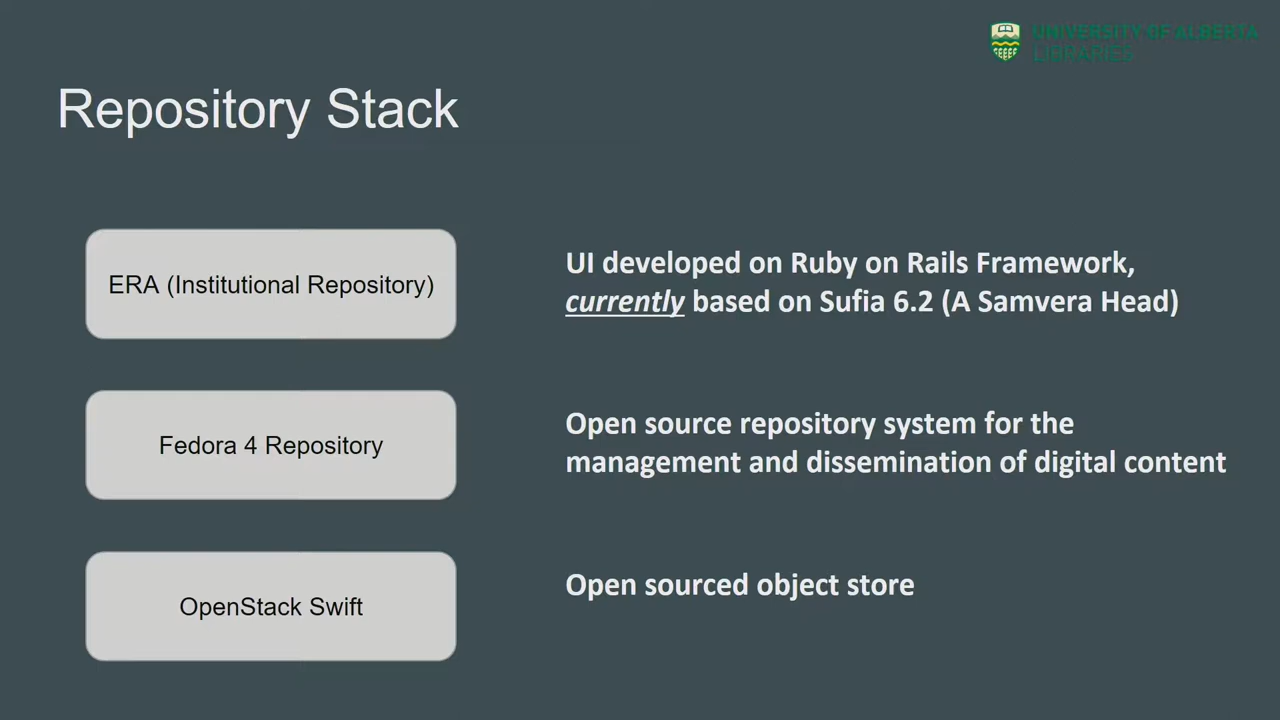 UNIVERSITY OF ALBERTA
LIBRARIES
Repository Stack
ERA (Institutional Repository)
UI developed on Ruby on Rails Framework,
currently based on Sufia 6.2 (A Samvera Head)
Fedora 4 Repository
Open source repository system for the
management and dissemination of digital content
OpenStack Swift
Open sourced object store